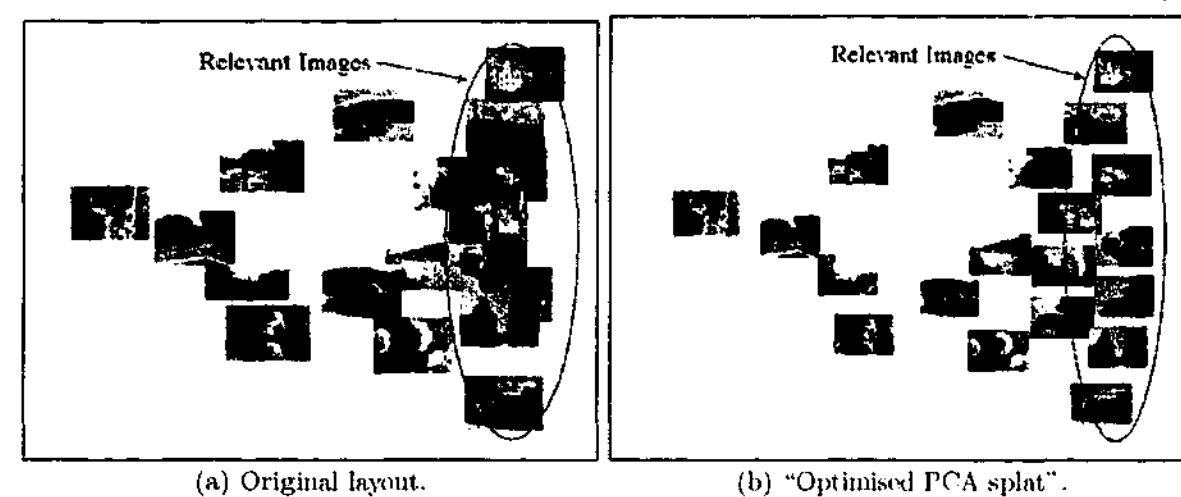 Relevant Images
Relevant Images
(a) Original layout.
(b) "Optimised PCA splat".